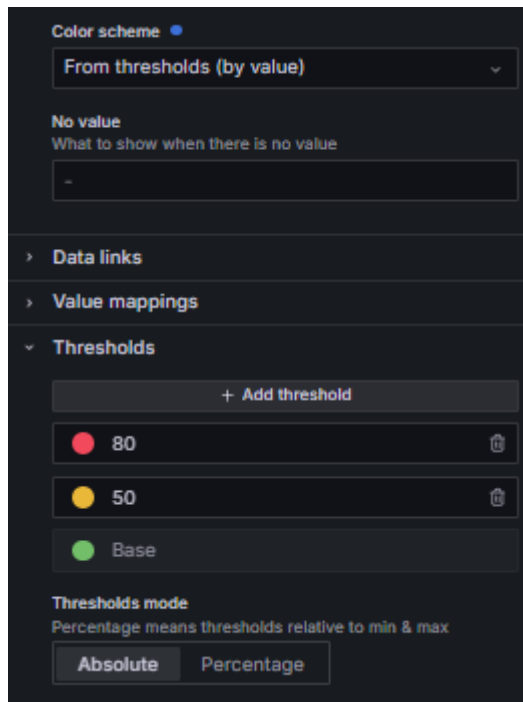 Color scheme
From thresholds (by value)
No value
What to show when there is no value
-
Data links
Value mappings
Thresholds
+ Add threshold
80
50
Base
Thresholds mode
Percentage means thresholds relative to min & max
Absolute Percentage